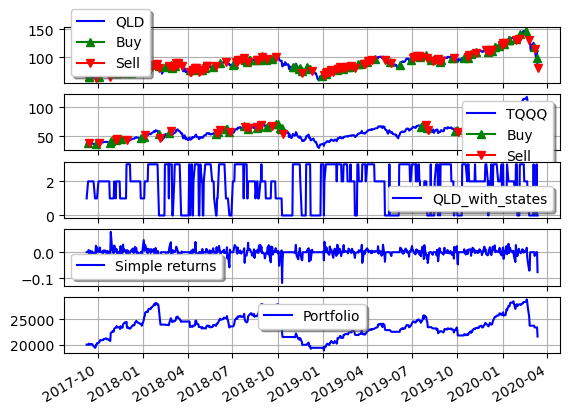 150
100
QLD
Buy
Sell
100
50
TQQQ
Buy
Sell
2
0
QLD_with_states
0.0
−0.1
Simple returns
25000
20000
Portfolio
2017-10
2018-01
2018-04
2018-07
2018-10
2019-01
2019-04
2019-07
2019-10
2020-01
2020-04